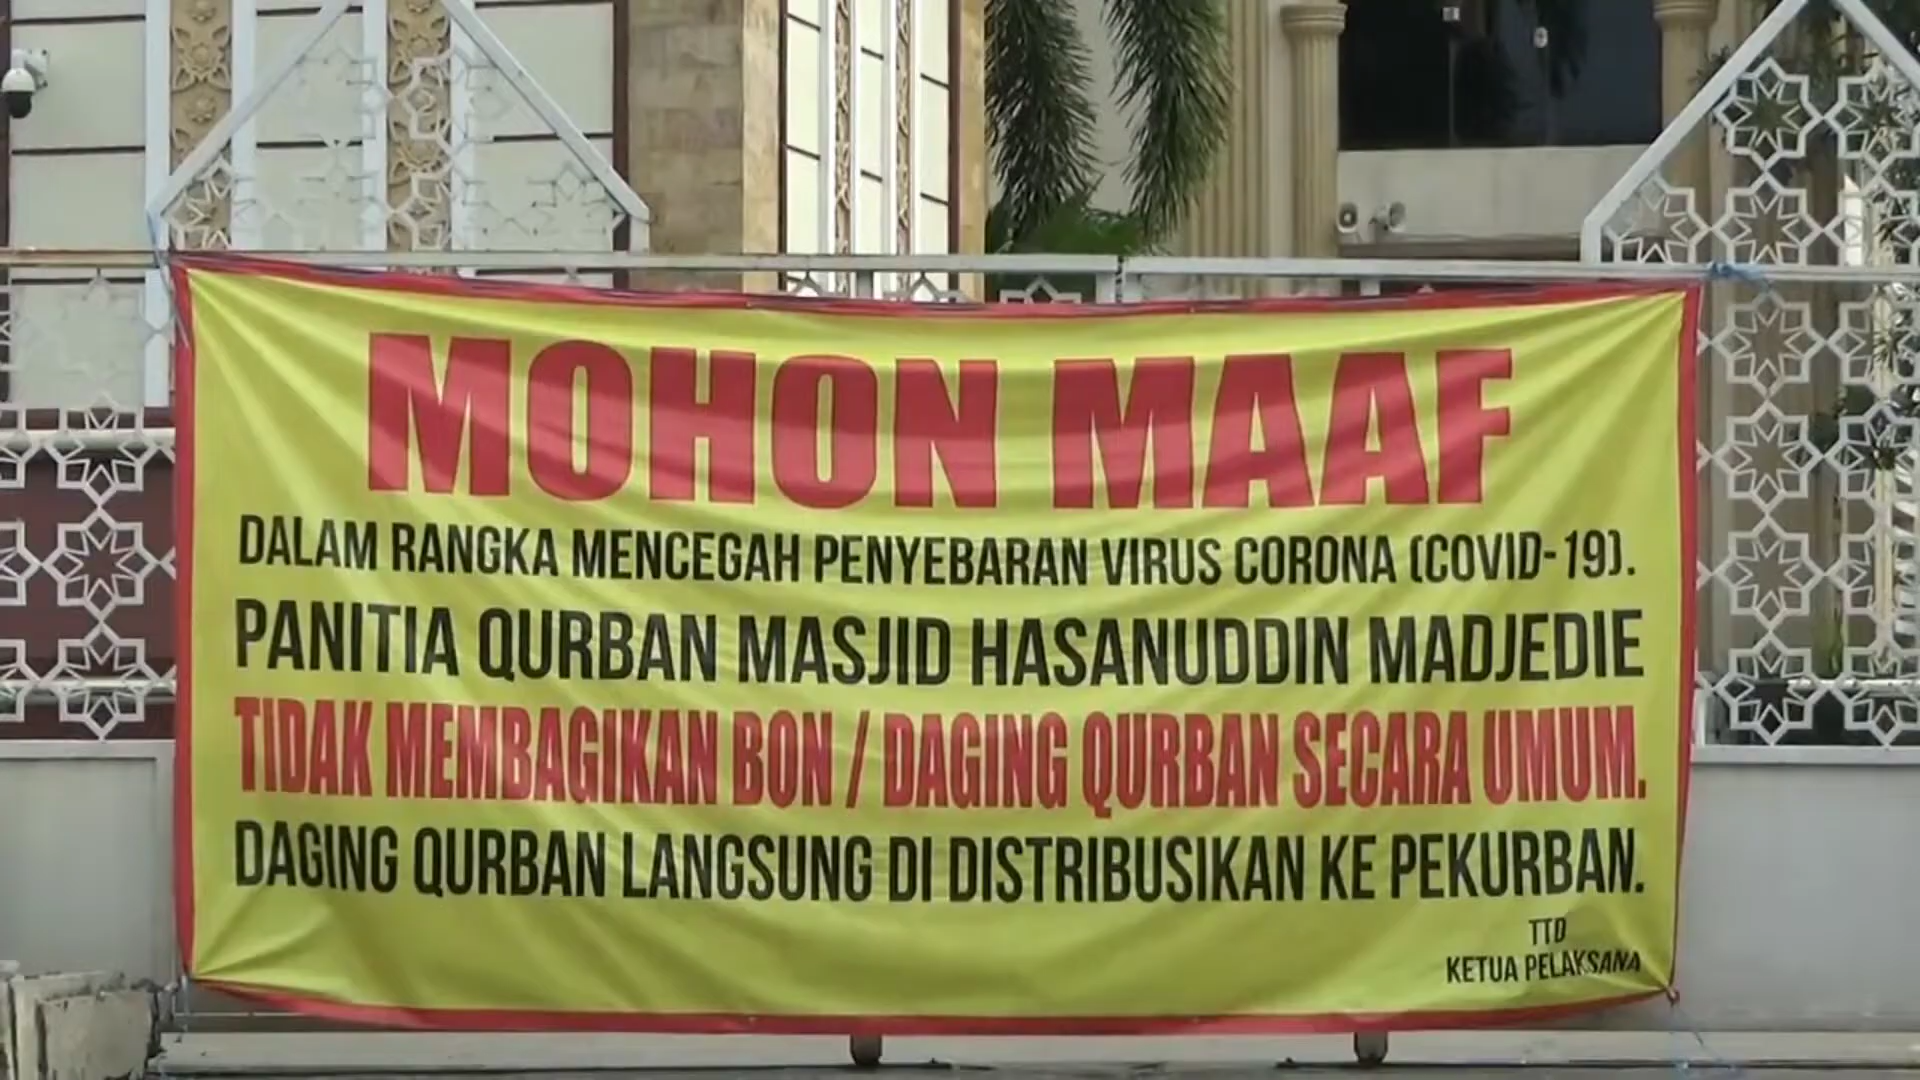 MOHON MAAF
DALAM RANGKA MENCEGAH PENYEBARAN VIRUS CORONA (COVID-19).
PANITIA QURBAN MASJID HASANUDDIN MADJEDIE
TIDAK MEMBAGIKAN BON / DAGING QURBAN SECARA UMUM.
DAGING QURBAN LANGSUNG DI DISTRIBUSIKAN KE PEKURBAN.
TTD
KETUA PELAKSANA